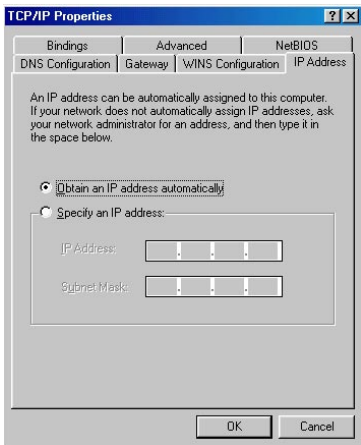 TCP/IP Properties
Bindings Advanced NetBIOS
DNS Configuration Gateway WINS Configuration IP Address
An IP address can be automatically assigned to this computer.
If your network does not automatically assign IP addresses, ask
your network administrator for an address, and then type it in
the space below.
Obtain an IP address automatically
Specify an IP address:
IP Address:
Subnet Mask:
OK Cancel